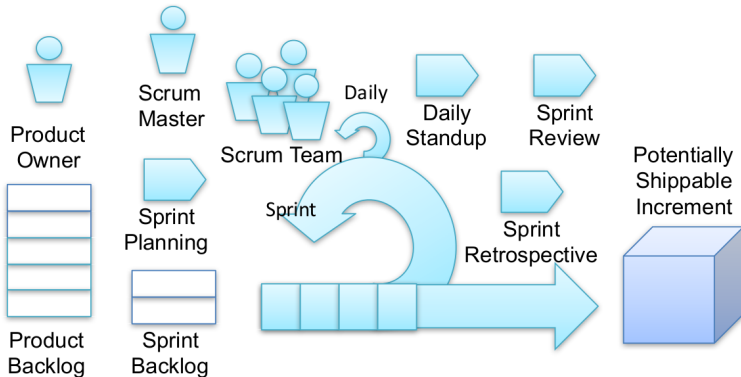 Product
Owner
Scrum
Master
Scrum Team
Daily
Daily
Standup
Sprint
Review
Sprint
Planning
Sprint
Sprint
Retrospective
Potentially
Shippable
Increment
Product
Backlog
Sprint
Backlog